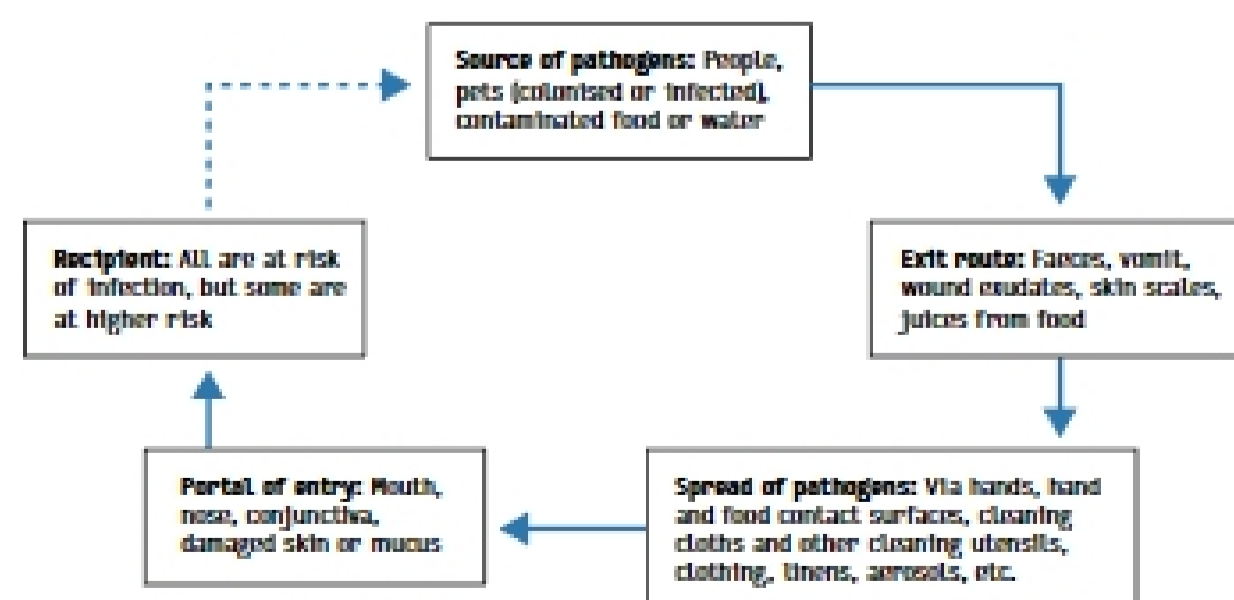 Source of pathogens: People,
pets (colonised or infected),
contaminated food or water
Recipient: All are at risk
of infection, but some are
at higher risk
Exit route: Faeces, vomit,
wound exudates, skin scales,
juices from food
Portal of entry: Mouth,
nose, conjunctiva,
damaged skin or mucus
Spread of pathogens: Via hands, hand
and food contact surfaces, cleaning
cloths and other cleaning utensils,
clothing, linens, aerosols, etc.